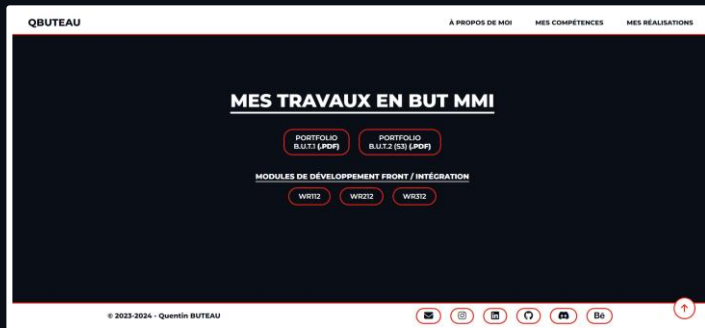 QBUTEAU
À PROPOS DE MOI
MES COMPÉTENCES
MES RÉALISATIONS
MES TRAVAUX EN BUT MMI
PORTFOLIO
B.U.T.1 (.PDF)
PORTFOLIO
B.U.T.2 (S3) (.PDF)
MODULES DE DÉVELOPPEMENT FRONT / INTÉGRATION
WR112
WR212
WR312
© 2023-2024 - Quentin BUTEAU
Bé